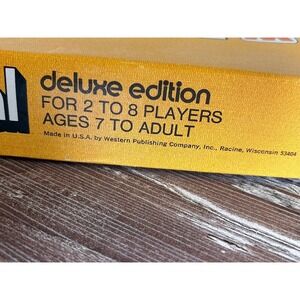 deluxe edition
FOR 2 TO 8 PLAYERS
AGES 7 TO ADULT
Made in U.S.A. by Western Publishing Company, Inc., Racine, Wisconsin 53404